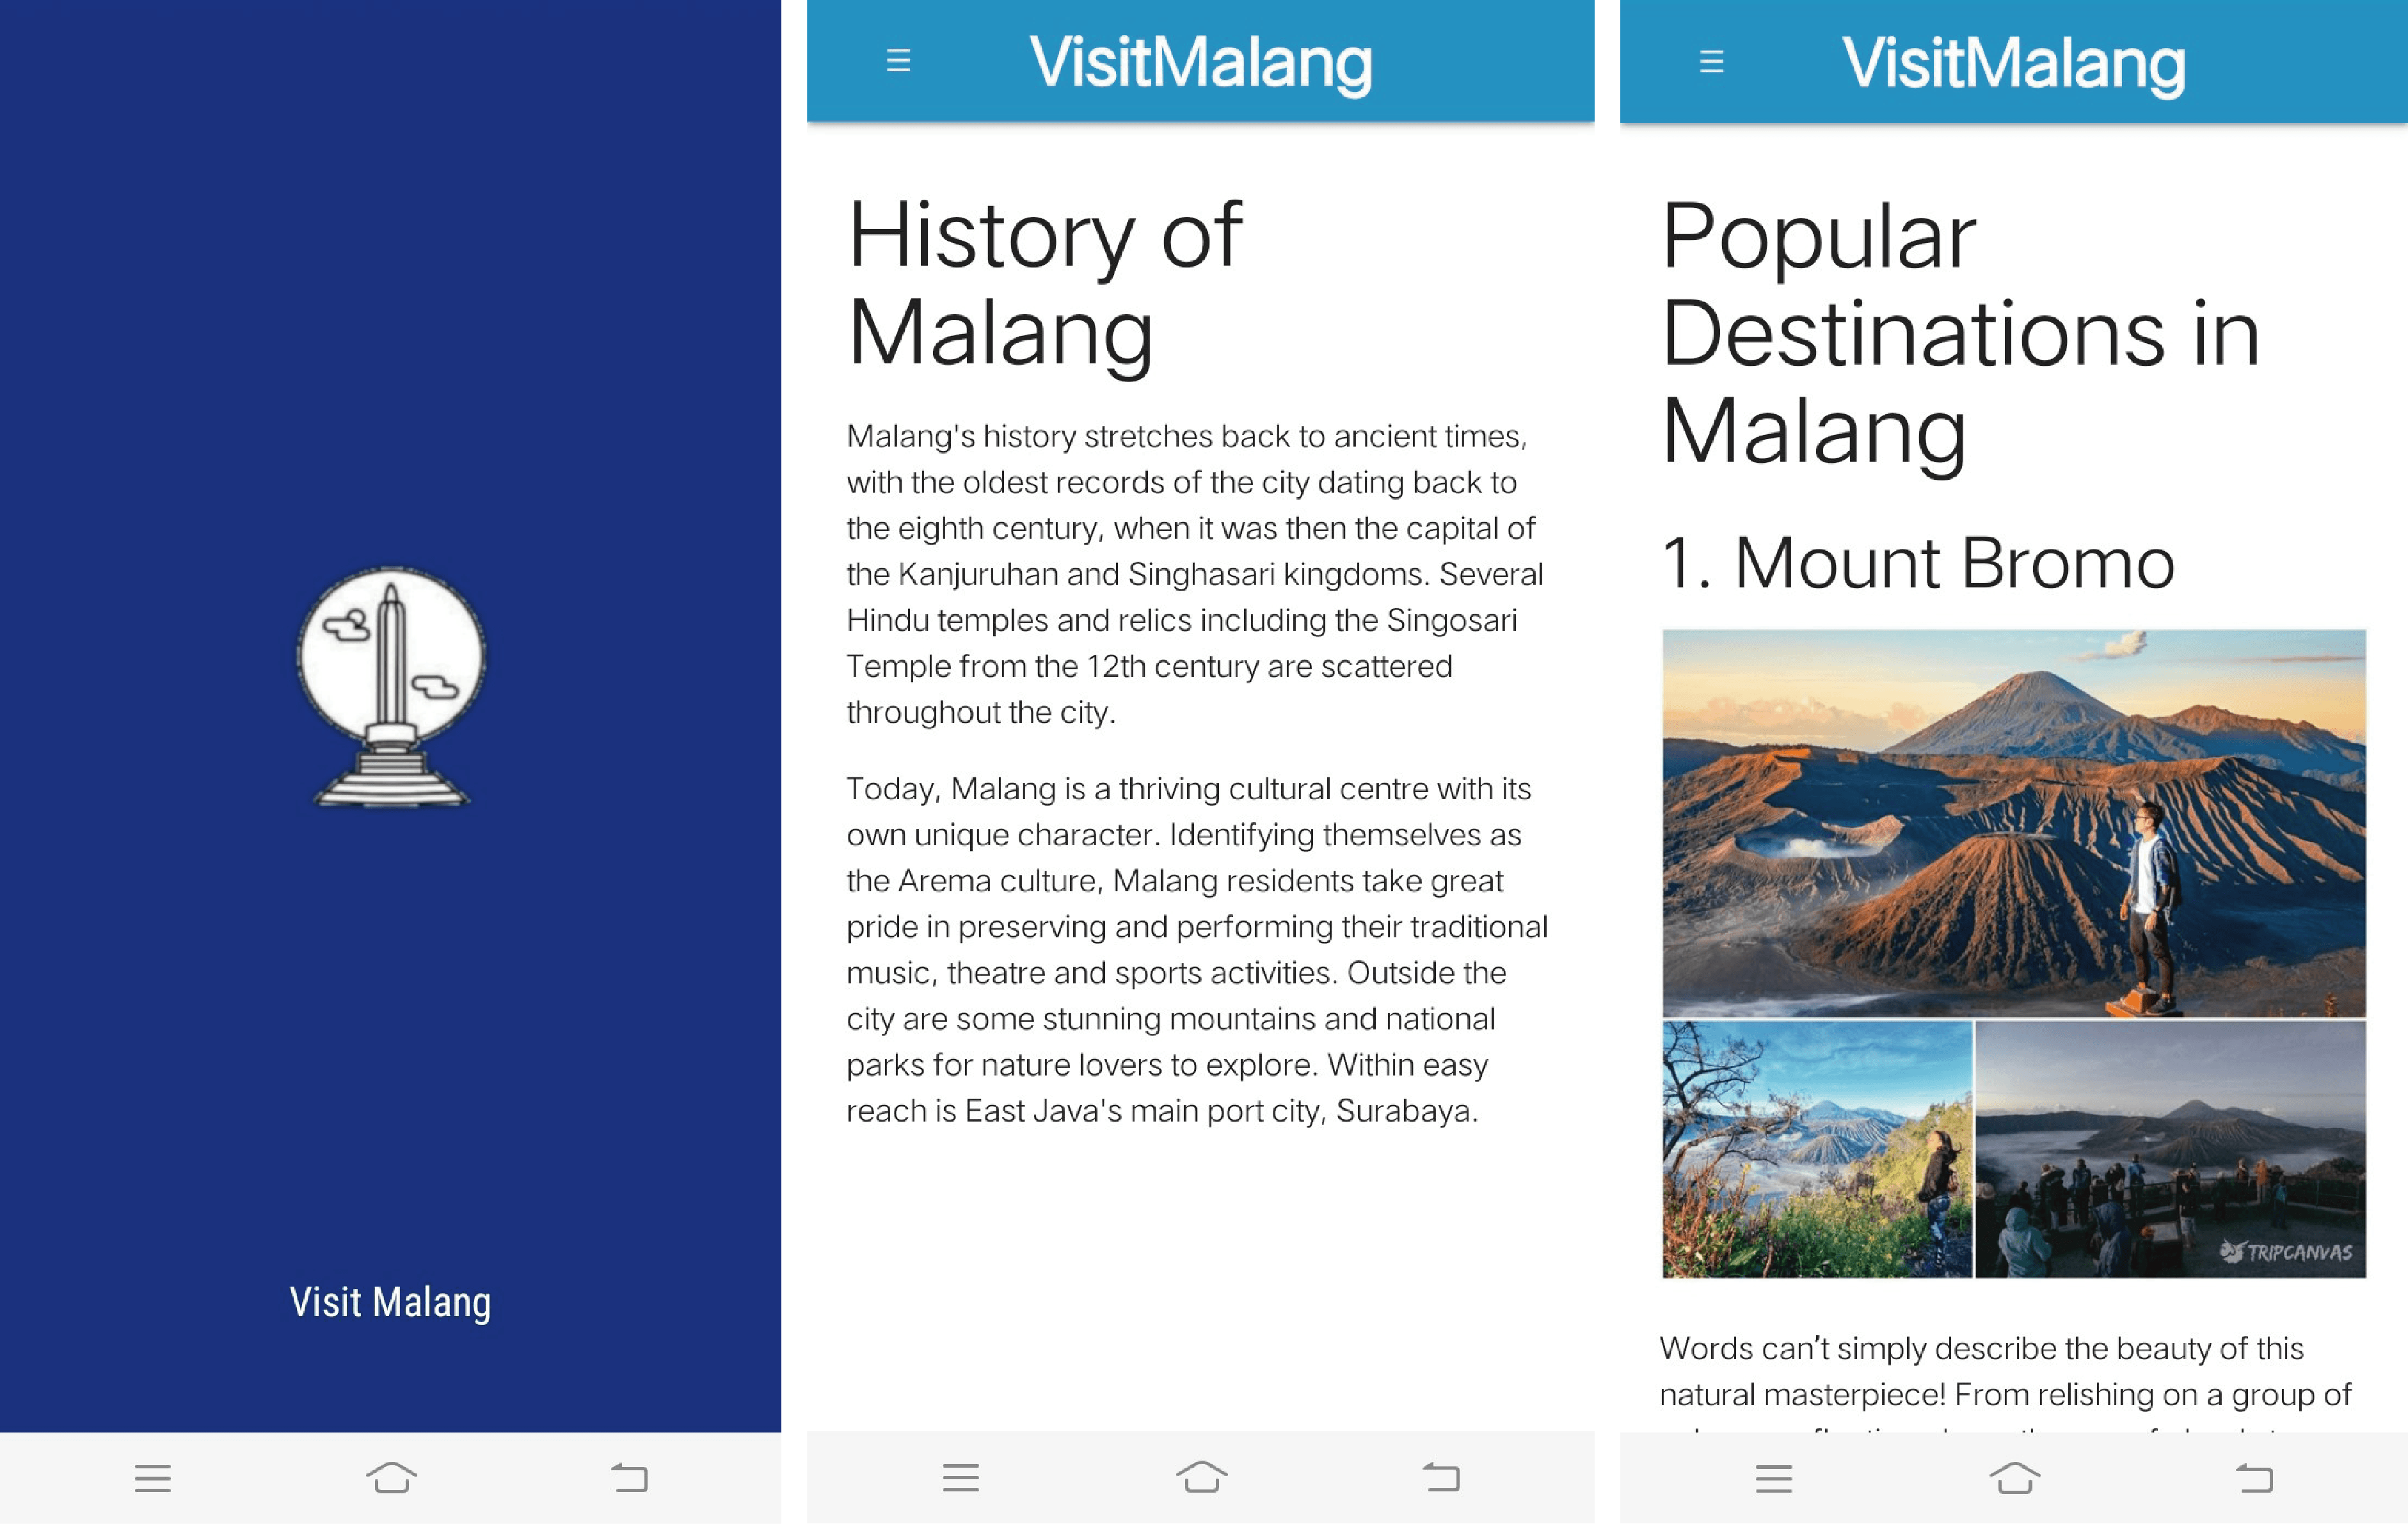 Visit Malang
VisitMalang
History of
Malang
Malang's history stretches back to ancient times,
with the oldest records of the city dating back to
the eighth century, when it was then the capital of
the Kanjuruhan and Singhasari kingdoms. Several
Hindu temples and relics including the Singosari
Temple from the 12th century are scattered
throughout the city.
Today, Malang is a thriving cultural centre with its
own unique character. Identifying themselves as
the Arema culture, Malang residents take great
pride in preserving and performing their traditional
music, theatre and sports activities. Outside the
city are some stunning mountains and national
parks for nature lovers to explore. Within easy
reach is East Java's main port city, Surabaya.
VisitMalang
Popular
Destinations in
Malang
1. Mount Bromo
TRIPCANVAS
Words can’t simply describe the beauty of this
natural masterpiece! From relishing on a group of